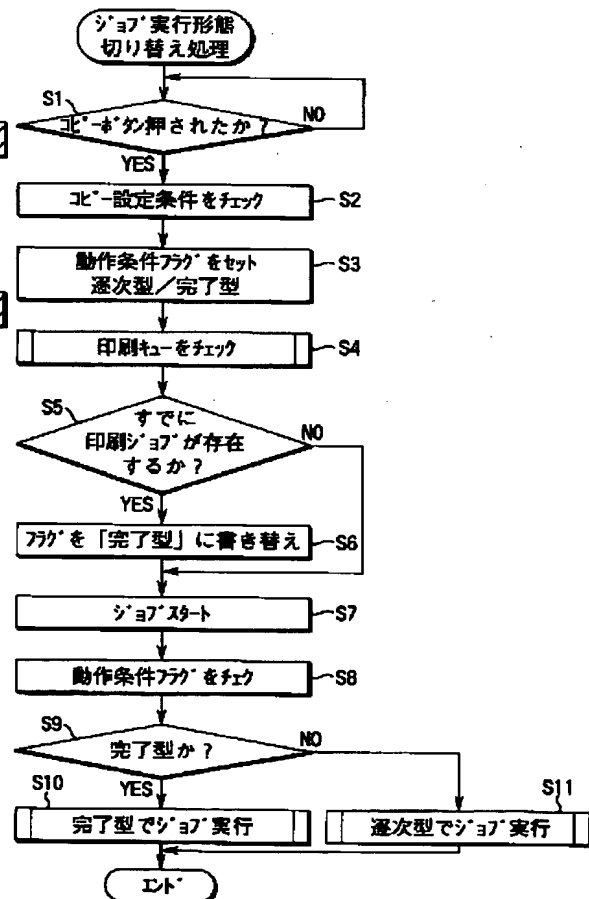 ジョブ実行形態
切り替え処理
S1
コピーボタン押されたか？
NO
YES
コピー設定条件をチェック
S2
動作条件フラグをセット
逐次型／完了型
S3
印刷キューをチェック
S4
S5
すでに
印刷ジョブが存在
するか？
NO
YES
フラグを「完了型」に書き替え
S6
ジョブスタート
S7
動作条件フラグをチェク
S8
S9
完了型か？
NO
YES
S10
完了型でジョブ実行
S11
逐次型でジョブ実行
エンド